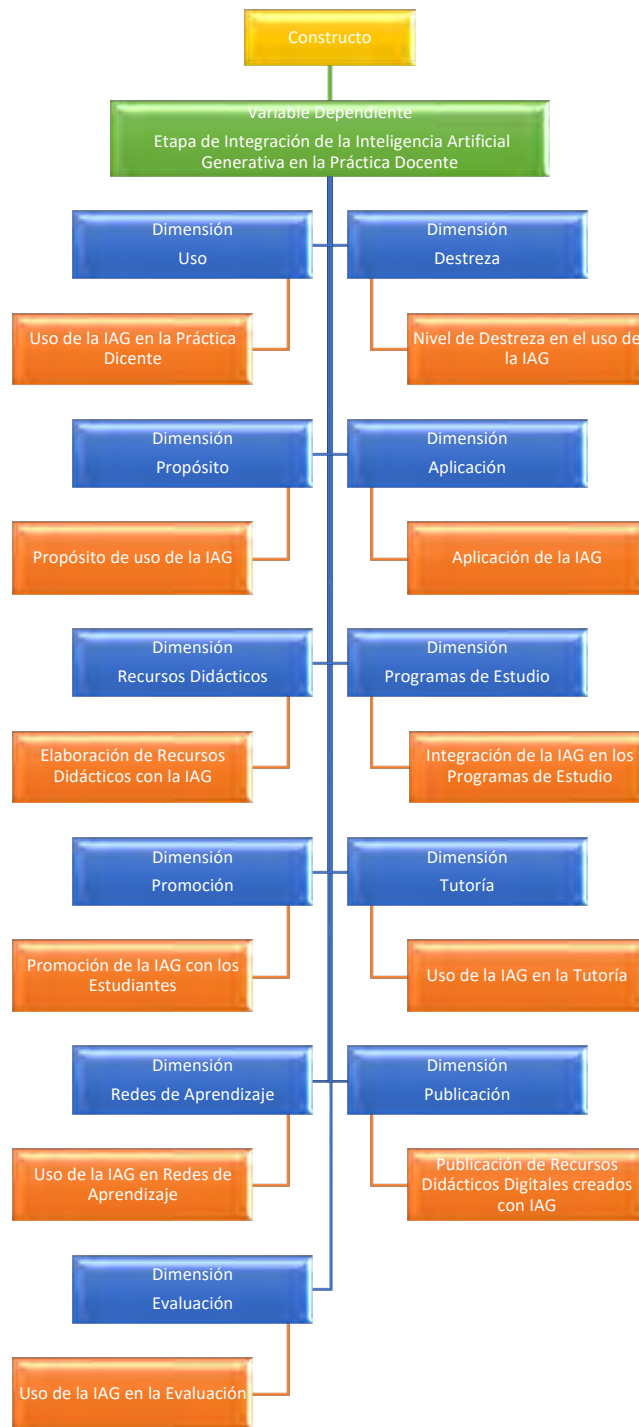 Constructo
Variable Dependiente
Etapa de Integración de la Inteligencia Artificial
Generativa en la Práctica Docente
Dimensión
Uso
Dimensión
Destreza
Uso de la IAG en la Práctica
Dicente
Nivel de Destreza en el uso de
la IAG
Dimensión
Propósito
Dimensión
Aplicación
Propósito de uso de la IAG
Aplicación de la IAG
Dimensión
Recursos Didácticos
Dimensión
Programas de Estudio
Elaboración de Recursos
Didácticos con la IAG
Integración de la IAG en los
Programas de Estudio
Dimensión
Promoción
Dimensión
Tutoría
Promoción de la IAG con los
Estudiantes
Uso de la IAG en la Tutoría
Dimensión
Redes de Aprendizaje
Dimensión
Publicación
Uso de la IAG en Redes de
Aprendizaje
Publicación de Recursos
Didácticos Digitales creados
con IAG
Dimensión
Evaluación
Uso de la IAG en la Evaluación